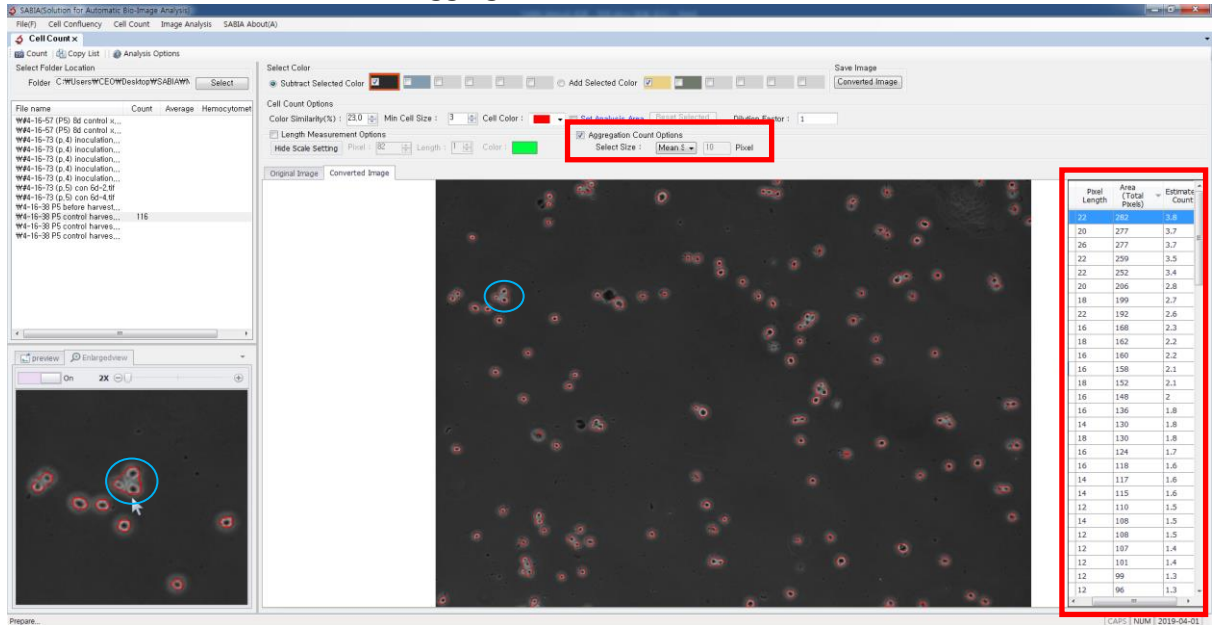 SABIA(Solution for Automatic Bio-Image Analysis)
File(F) Cell Confluency Cell Count Image Analysis SABIA About(A)
Cell Count ×
Count Copy List Analysis Options
Select Folder Location
Folder C:₩Users₩CEO₩Desktop₩SABIA₩ Select
File name Count Average Hemocytomet
₩#4-16-57 (P5) 8d control x,...
₩#4-16-57 (P5) 8d control x,...
₩#4-16-73 (p,4) inoculation,...
₩#4-16-73 (p,4) inoculation,...
₩#4-16-73 (p,4) inoculation,...
₩#4-16-73 (p,4) inoculation,...
₩#4-16-73 (p,5) con 6d-2,tif
₩#4-16-73 (p,5) con 6d-4,tif
₩4-16-38 P5 before harvest,...
₩4-16-38 P5 control harves,... 116
₩4-16-38 P5 control harves,...
₩4-16-38 P5 control harves,...
preview Enlargedview
On 2X
Select Color
Subtract Selected Color Add Selected Color
Save Image
Converted Image
Cell Count Options
Color Similarity(%) : 23,0 Min Cell Size : 3 Cell Color : Set Analysis Area Reset Selected Dilution Factor : 1
Length Measurement Options
Hide Scale Setting Pixel : 82 Length : 1 Color :
Aggregation Count Options
Select Size : Mean.S 10 Pixel
Original Image Converted Image
Pixel Length Area (Total Pixels) Estimate Count
22 282 3.8
20 277 3.7
26 277 3.7
22 259 3.5
22 252 3.4
20 206 2.8
18 199 2.7
22 192 2.6
16 168 2.3
18 162 2.2
16 160 2.2
16 158 2.1
18 152 2.1
16 148 2
16 136 1.8
14 130 1.8
18 130 1.8
16 124 1.7
16 118 1.6
14 117 1.6
14 115 1.6
12 110 1.5
14 108 1.5
12 108 1.5
12 107 1.4
12 101 1.4
12 99 1.3
12 96 1.3
Prepare...
CAPS NUM 2019-04-01